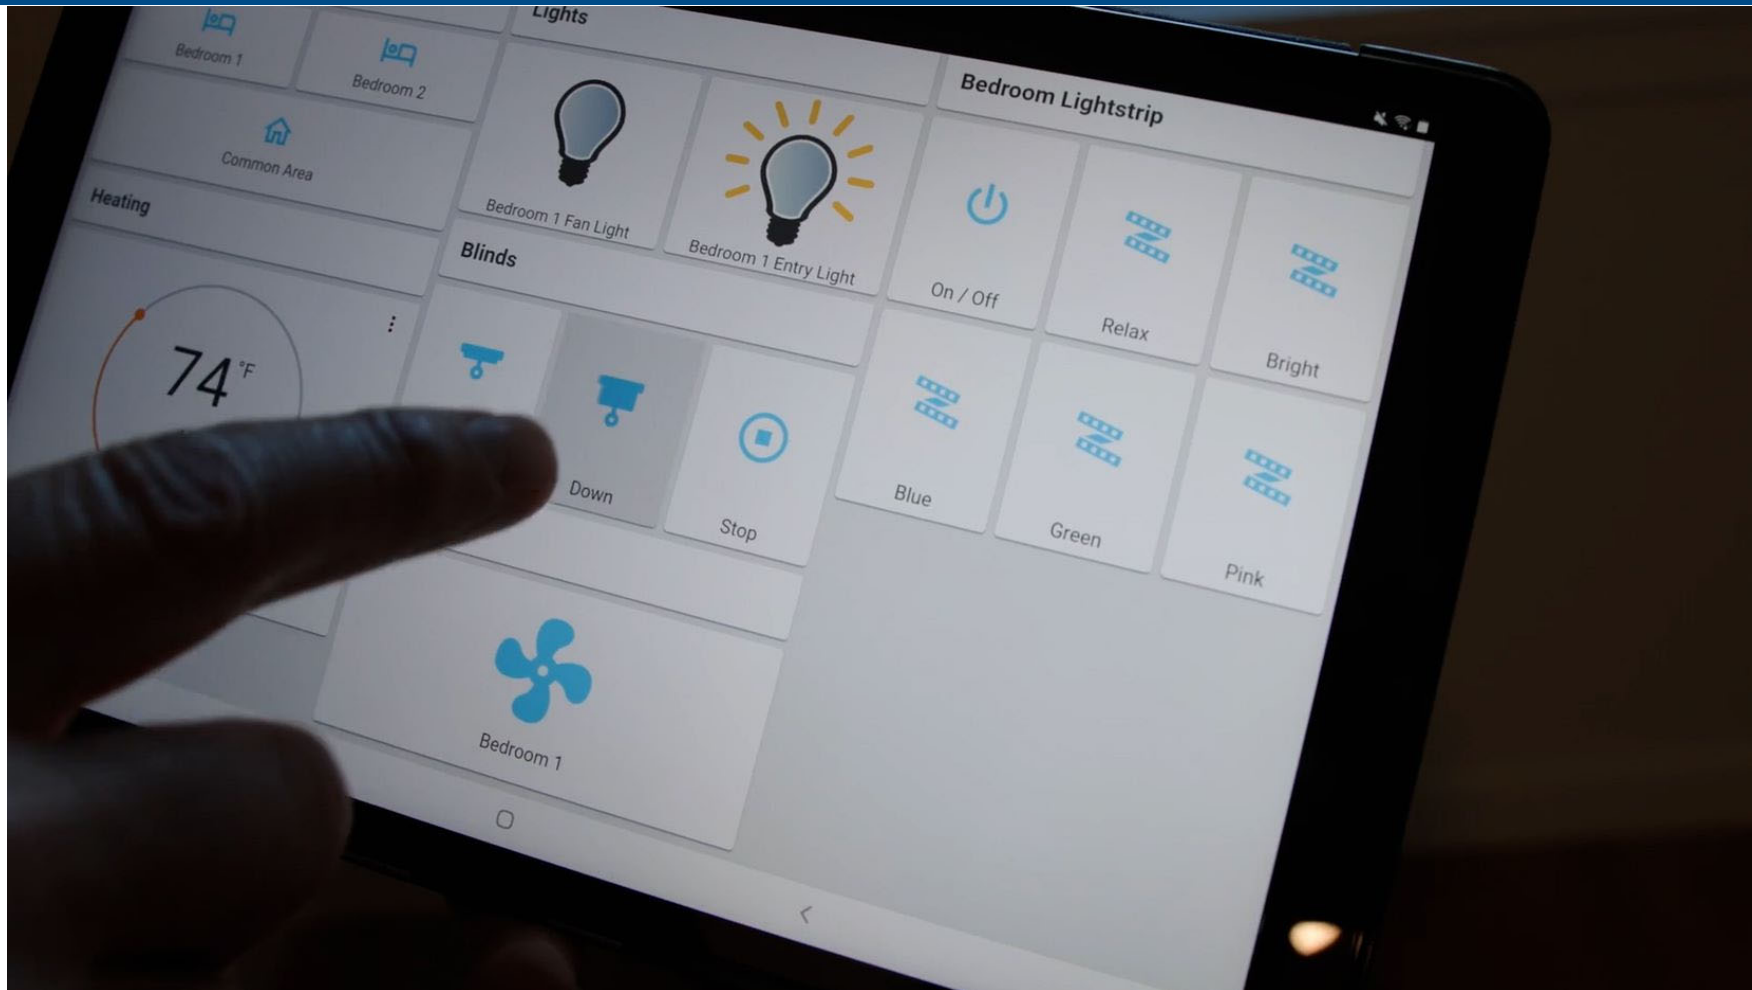 Bedroom 1
Bedroom 2
Common Area
Heating
74 °F
Lights
Bedroom 1 Fan Light
Bedroom 1 Entry Light
Blinds
Down
Stop
Bedroom 1
Bedroom Lightstrip
On / Off
Relax
Bright
Blue
Green
Pink